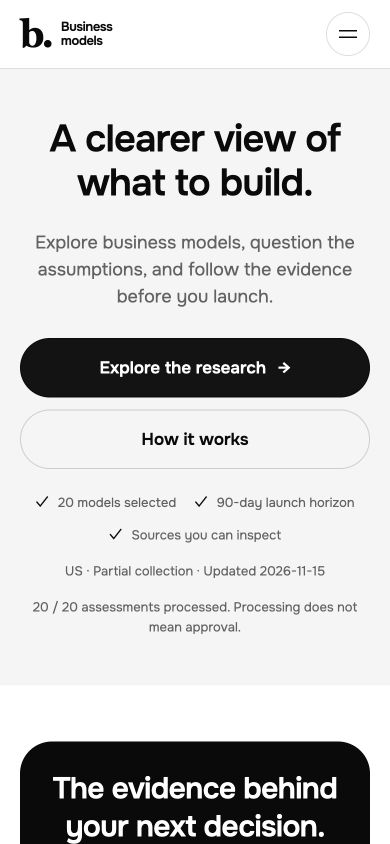 b.
Business
models
A clearer view of
what to build.
Explore business models, question the
assumptions, and follow the evidence
before you launch.
Explore the research →
How it works
✓ 20 models selected ✓ 90-day launch horizon
✓ Sources you can inspect
US · Partial collection · Updated 2026-11-15
20 / 20 assessments processed. Processing does not
mean approval.
The evidence behind
your next decision.